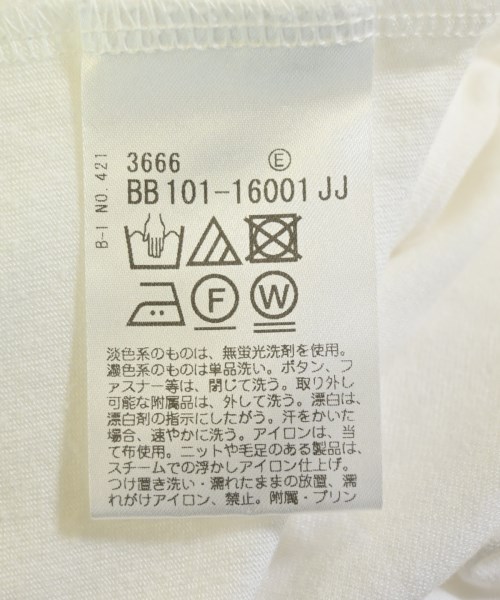 B-I NO.421
3666 Ⓔ
BB 101-16001 JJ
F W
淡色系のものは、無蛍光洗剤を使用。
濃色系のものは単品洗い。ボタン、フ
ァスナー等は、閉じて洗う。取り外し
可能な附属品は、外して洗う。漂白は、
漂白剤の指示にしたがう。汗をかいた
場合、速やかに洗う。アイロンは、当
て布使用。ニットや毛足のある製品は、
スチームでの浮かしアイロン仕上げ。
つけ置き洗い・濡れたままの放置、濡
れがけアイロン、禁止。附属・プリン